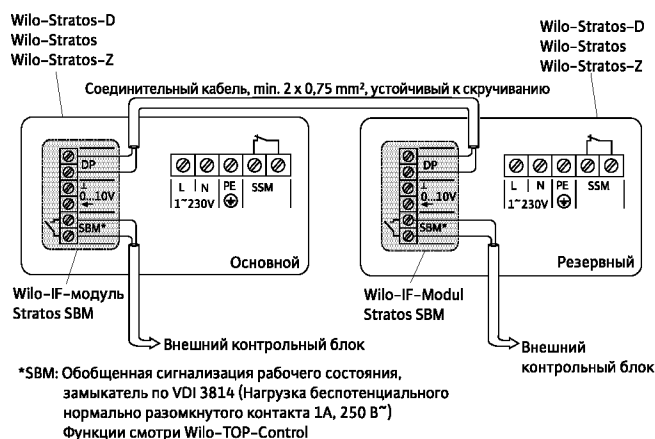 Wilo-Stratos-D
Wilo-Stratos
Wilo-Stratos-Z
Wilo-Stratos-D
Wilo-Stratos
Wilo-Stratos-Z
Соединительный кабель, min. 2 x 0,75 mm², устойчивый к скручиванию
DP
⊥
0...10V
SBM*
L N PE SSM
1~230V
Основной
DP
⊥
0...10V
SBM*
L N PE SSM
1~230V
Резервный
Wilo-IF-модуль
Stratos SBM
Wilo-IF-Modul
Stratos SBM
Внешний контрольный блок
Внешний
контрольный блок
*SBM: Обобщенная сигнализация рабочего состояния,
замыкатель по VDI 3814 (Нагрузка беспотенциального
нормально разомкнутого контакта 1А, 250 В~)
Функции смотри Wilo-TOP-Control